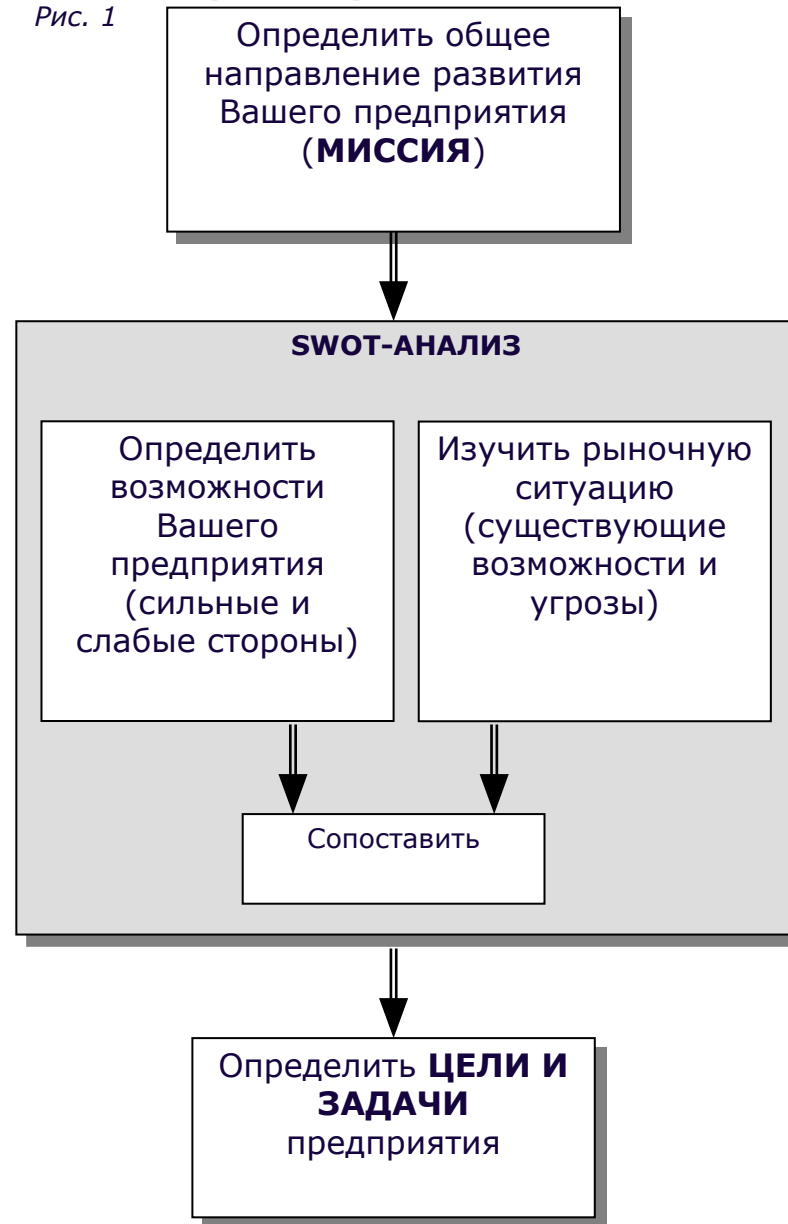 Рис. 1
Определить общее
направление развития
Вашего предприятия
(МИССИЯ)
SWOT-АНАЛИЗ
Определить
возможности
Вашего
предприятия
(сильные и
слабые стороны)
Изучить рыночную
ситуацию
(существующие
возможности и
угрозы)
Сопоставить
Определить ЦЕЛИ И
ЗАДАЧИ
предприятия